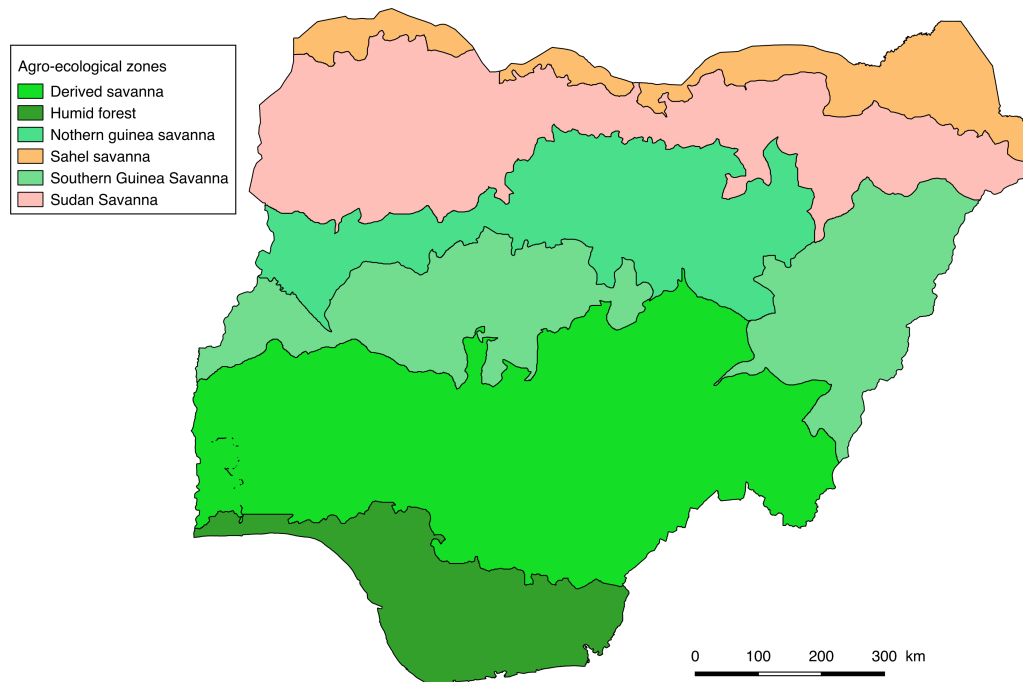 Agro-ecological zones
Derived savanna
Humid forest
Nothern guinea savanna
Sahel savanna
Southern Guinea Savanna
Sudan Savanna
0 100 200 300 km